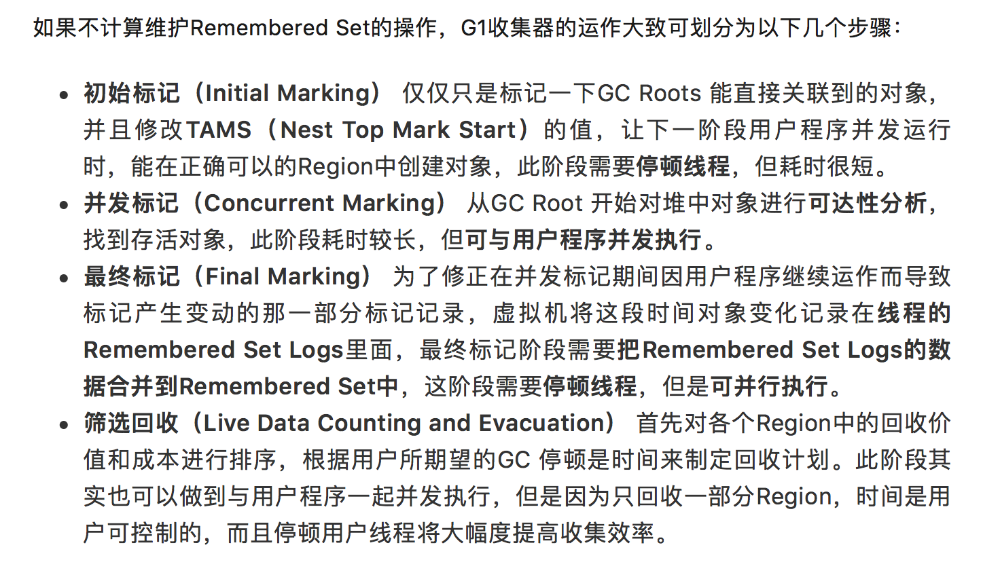 如果不计算维护Remembered Set的操作，G1收集器的运作大致可划分为以下几个步骤：
• 初始标记（Initial Marking） 仅仅只是标记一下GC Roots 能直接关联到的对象，
并且修改TAMS（Nest Top Mark Start）的值，让下一阶段用户程序并发运行
时，能在正确可以的Region中创建对象，此阶段需要停顿线程，但耗时很短。
• 并发标记（Concurrent Marking） 从GC Root 开始对堆中对象进行可达性分析，
找到存活对象，此阶段耗时较长，但可与用户程序并发执行。
• 最终标记（Final Marking） 为了修正在并发标记期间因用户程序继续运作而导致
标记产生变动的那一部分标记记录，虚拟机将这段时间对象变化记录在线程的
Remembered Set Logs里面，最终标记阶段需要把Remembered Set Logs的数
据合并到Remembered Set中，这阶段需要停顿线程，但是可并行执行。
• 筛选回收（Live Data Counting and Evacuation） 首先对各个Region中的回收价
值和成本进行排序，根据用户所期望的GC 停顿是时间来制定回收计划。此阶段其
实也可以做到与用户程序一起并发执行，但是因为只回收一部分Region，时间是用
户可控制的，而且停顿用户线程将大幅度提高收集效率。